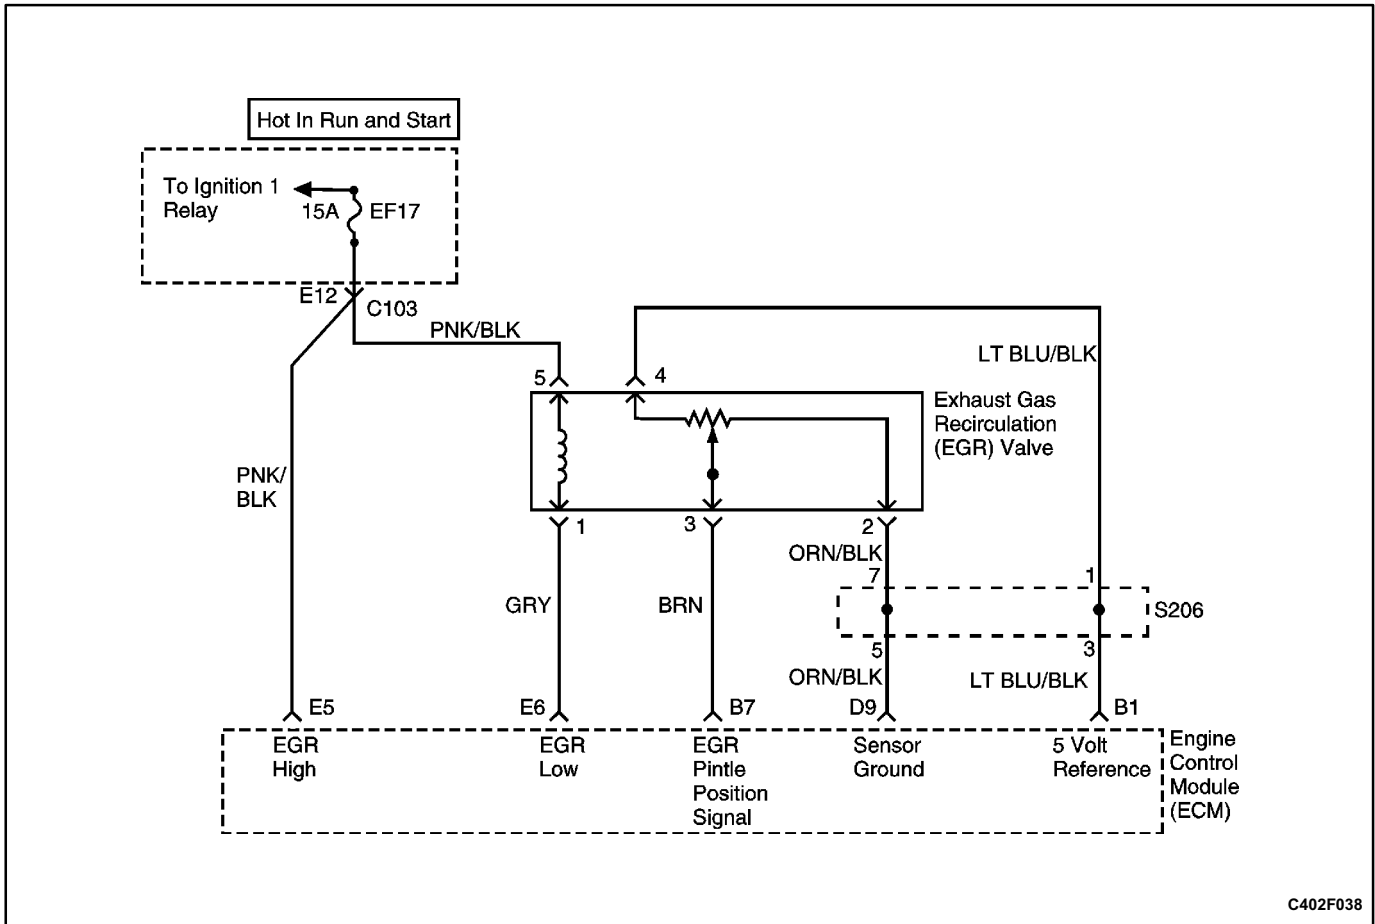 Hot In Run and Start
To Ignition 1
Relay
15A
EF17
E12
C103
PNK/BLK
LT BLU/BLK
5
4
Exhaust Gas
Recirculation
(EGR) Valve
PNK/
BLK
1
3
2
ORN/BLK
7
1
GRY
BRN
S206
5
3
ORN/BLK
LT BLU/BLK
E5
E6
B7
D9
B1
EGR
High
EGR
Low
EGR
Pintle
Position
Signal
Sensor
Ground
5 Volt
Reference
Engine
Control
Module
(ECM)
C402F038